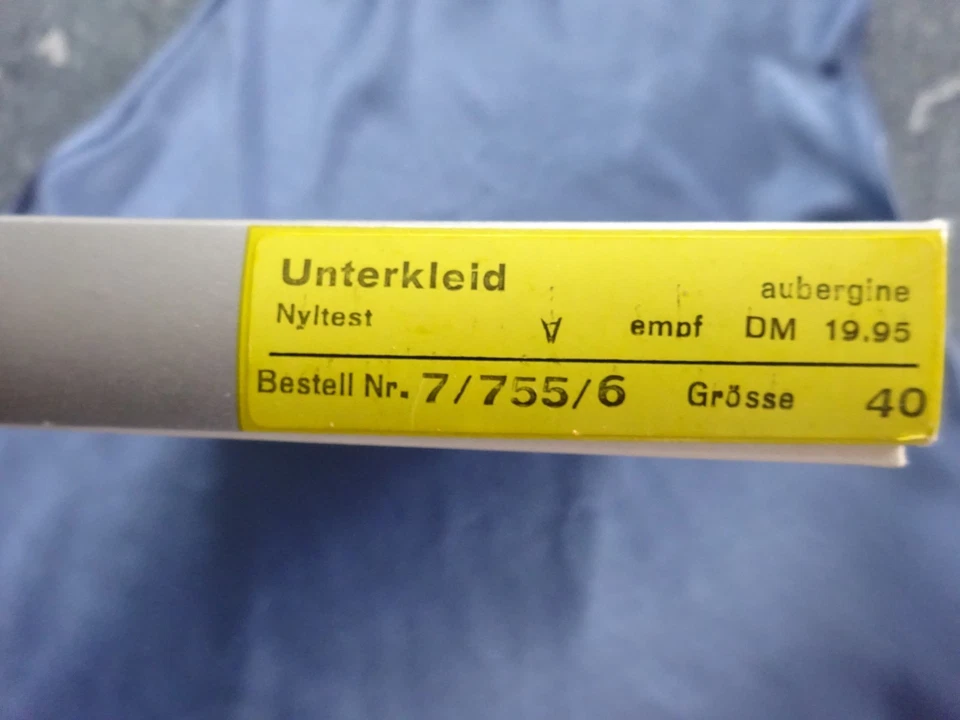 Unterkleid aubergine
Nyltest ∀ empf DM 19.95
Bestell Nr. 7/755/6 Grösse 40